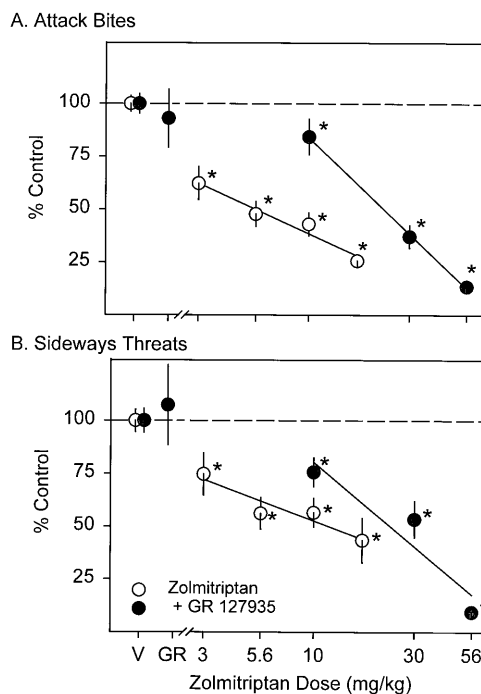 A. Attack Bites
100
75
50
25
% Control
* * * * * * *
B. Sideways Threats
100
75
50
25
% Control
* * * * * *
Zolmitriptan
+ GR 127935
V GR 3 5.6 10 30 56
Zolmitriptan Dose (mg/kg)